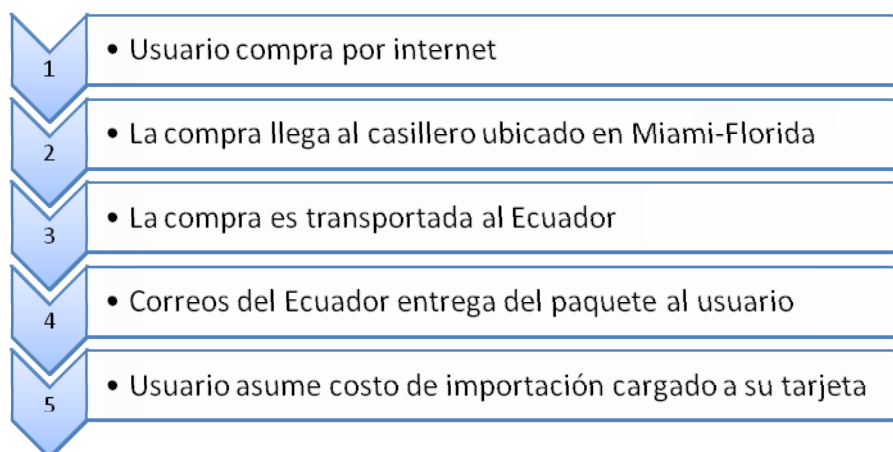 1 • Usuario compra por internet
2 • La compra llega al casillero ubicado en Miami-Florida
3 • La compra es transportada al Ecuador
4 • Correos del Ecuador entrega del paquete al usuario
5 • Usuario asume costo de importación cargado a su tarjeta